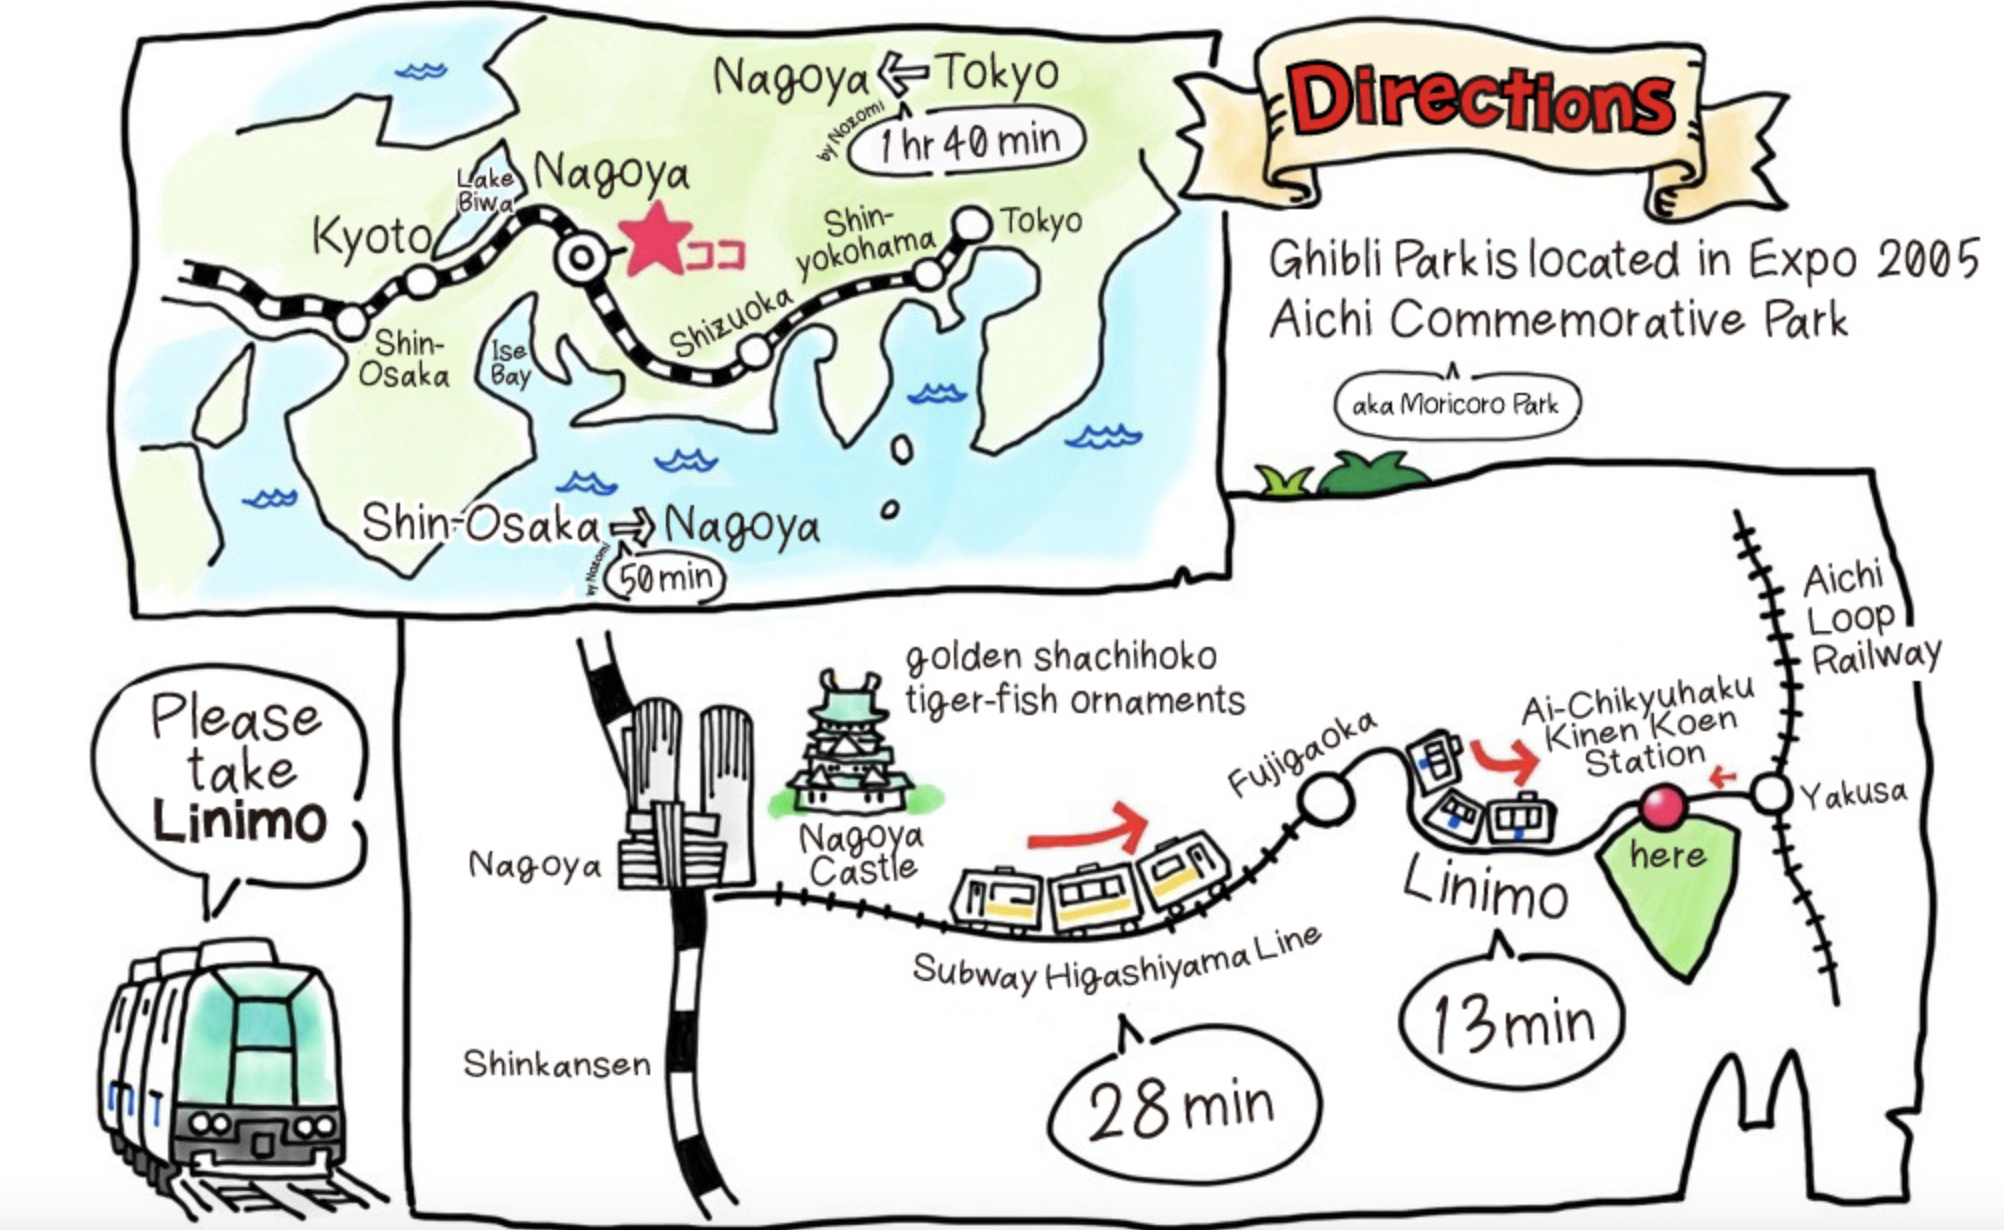 Directions
Nagoya ⇐ Tokyo
by Nozomi
1 hr 40 min
Lake
Biwa
Nagoya
ココ
Kyoto
Shin-
yokohama
Tokyo
Shizuoka
Shin-
Osaka
Ise
Bay
Shin-Osaka ⇒ Nagoya
by Nozomi
50 min
Ghibli Park is located in Expo 2005
Aichi Commemorative Park
aka Moricoro Park
Please
take
Linimo
golden shachihoko
tiger-fish ornaments
Nagoya
Castle
Nagoya
Shinkansen
Subway Higashiyama Line
28 min
Fujigaoka
Linimo
13 min
Ai-Chikyuhaku
Kinen Koen
Station
here
Yakusa
Aichi
Loop
Railway